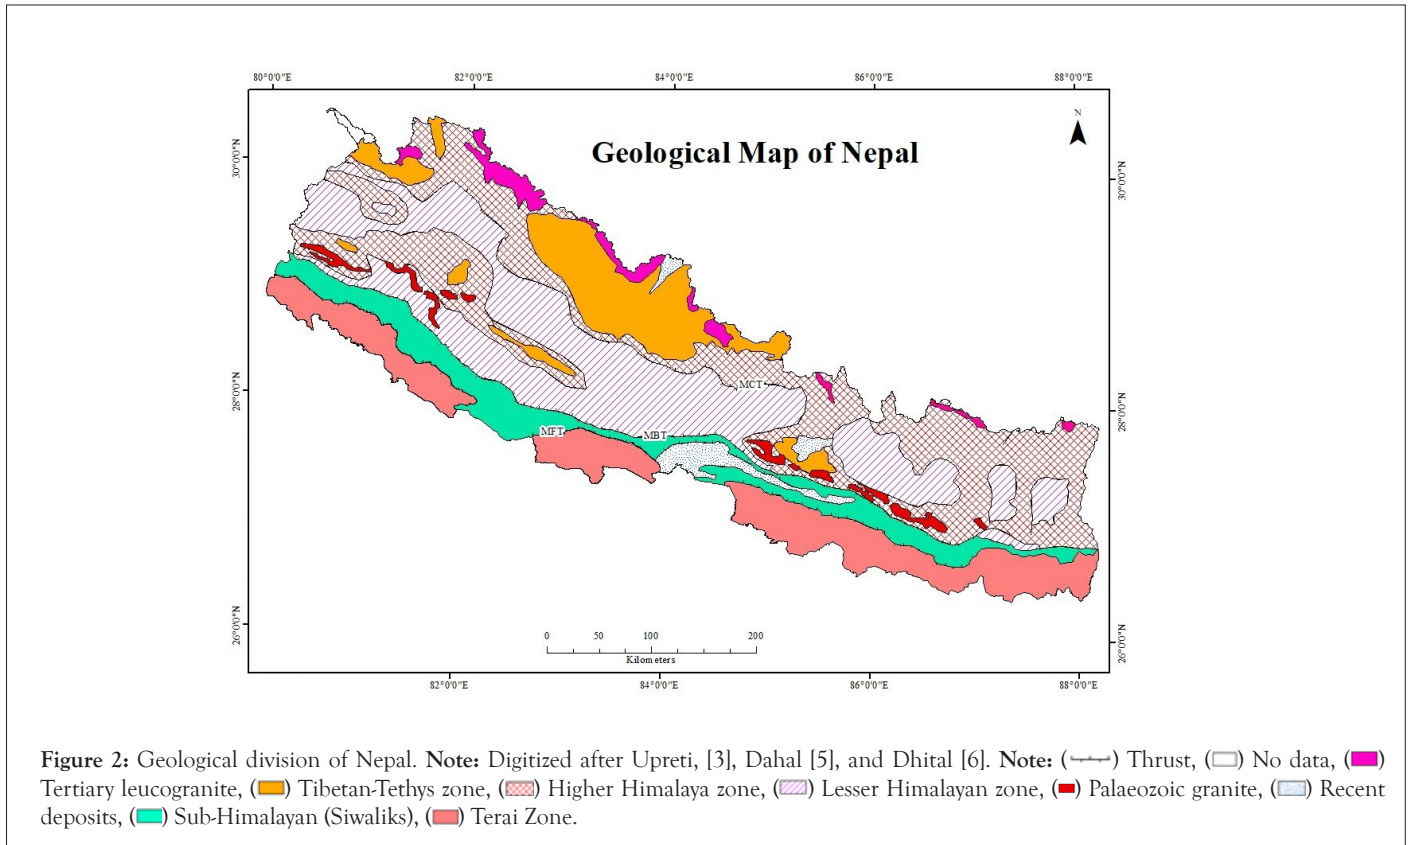 80°0'0"E 82°0'0"E 84°0'0"E 86°0'0"E 88°0'0"E
N
Geological Map of Nepal
30°0'0"N
30°0'0"N
28°0'0"N
28°0'0"N
MCT
MFT
MBT
26°0'0"N
26°0'0"N
0 50 100 200
Kilometers
82°0'0"E 84°0'0"E 86°0'0"E 88°0'0"E
Figure 2: Geological division of Nepal. Note: Digitized after Upreti, [3], Dahal [5], and Dhital [6]. Note: ( ) Thrust, ( ) No data, ( )
Tertiary leucogranite, ( ) Tibetan-Tethys zone, ( ) Higher Himalaya zone, ( ) Lesser Himalayan zone, ( ) Palaeozoic granite, ( ) Recent
deposits, ( ) Sub-Himalayan (Siwaliks), ( ) Terai Zone.